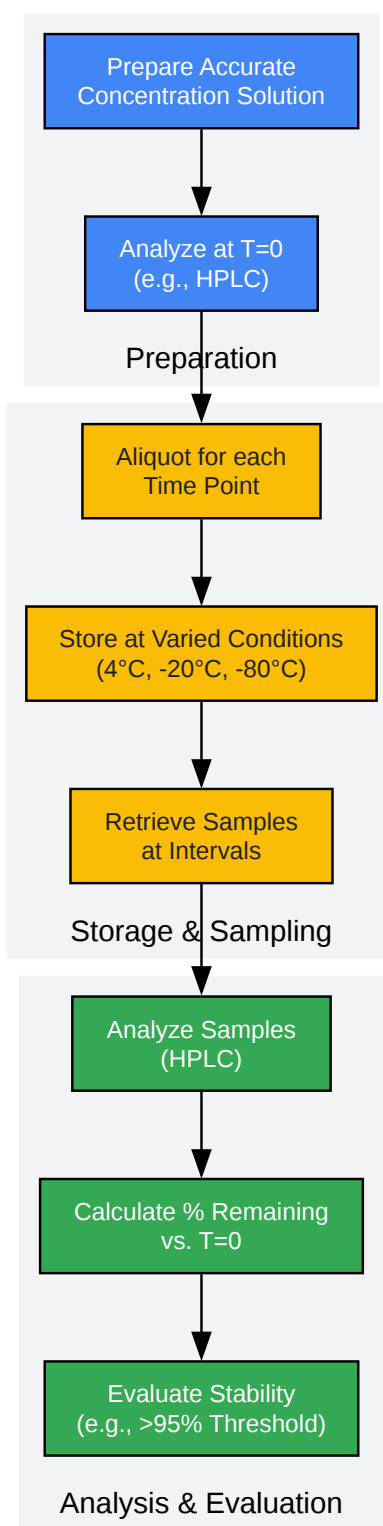 Prepare Accurate
Concentration Solution
Analyze at T=0
(e.g., HPLC)
Preparation
Aliquot for each
Time Point
Store at Varied Conditions
(4°C, -20°C, -80°C)
Retrieve Samples
at Intervals
Storage & Sampling
Analyze Samples
(HPLC)
Calculate % Remaining
vs. T=0
Evaluate Stability
(e.g., >95% Threshold)
Analysis & Evaluation